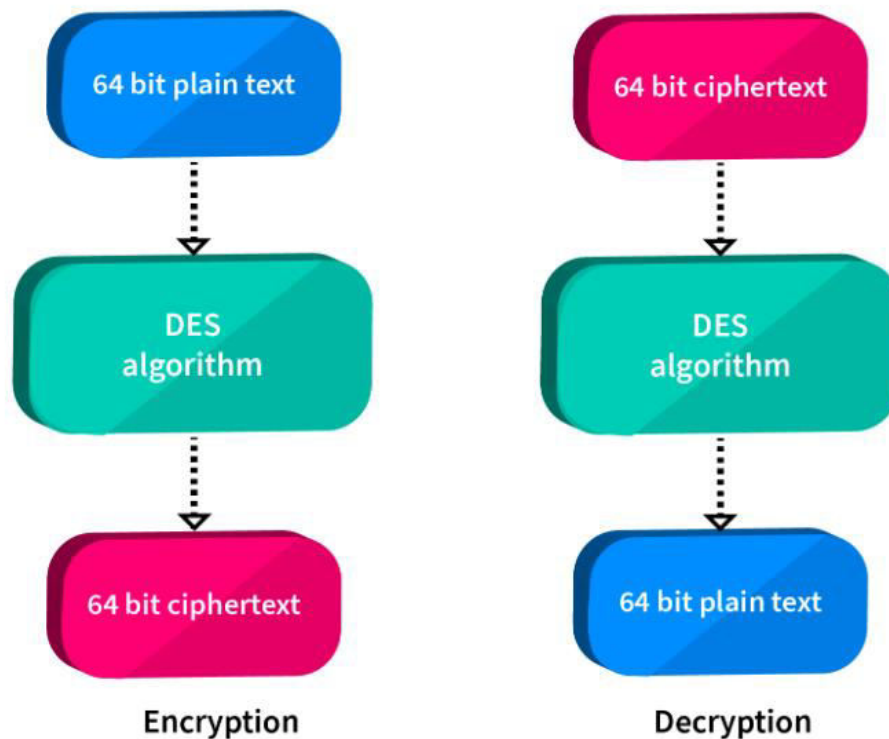 64 bit plain text
DES
algorithm
64 bit ciphertext
Encryption
64 bit ciphertext
DES
algorithm
64 bit plain text
Decryption